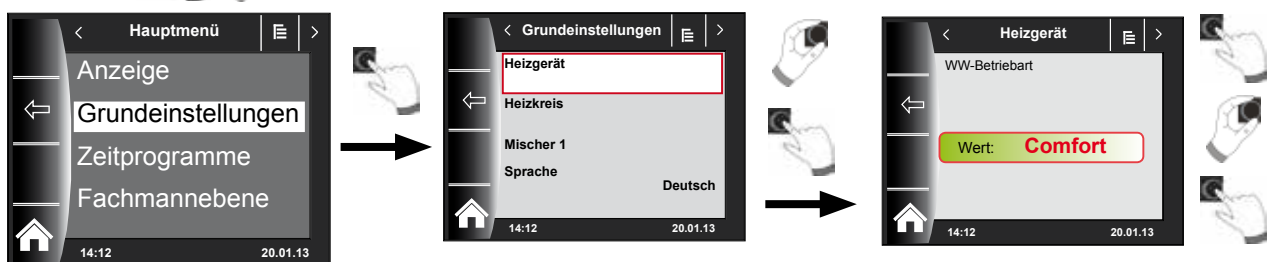 Hauptmenü
Anzeige
Grundeinstellungen
Zeitprogramme
Fachmannebene
14:12 20.01.13
Grundeinstellungen
Heizgerät
Heizkreis
Mischer 1
Sprache
Deutsch
14:12 20.01.13
Heizgerät
WW-Betriebart
Wert: Comfort
14:12 20.01.13